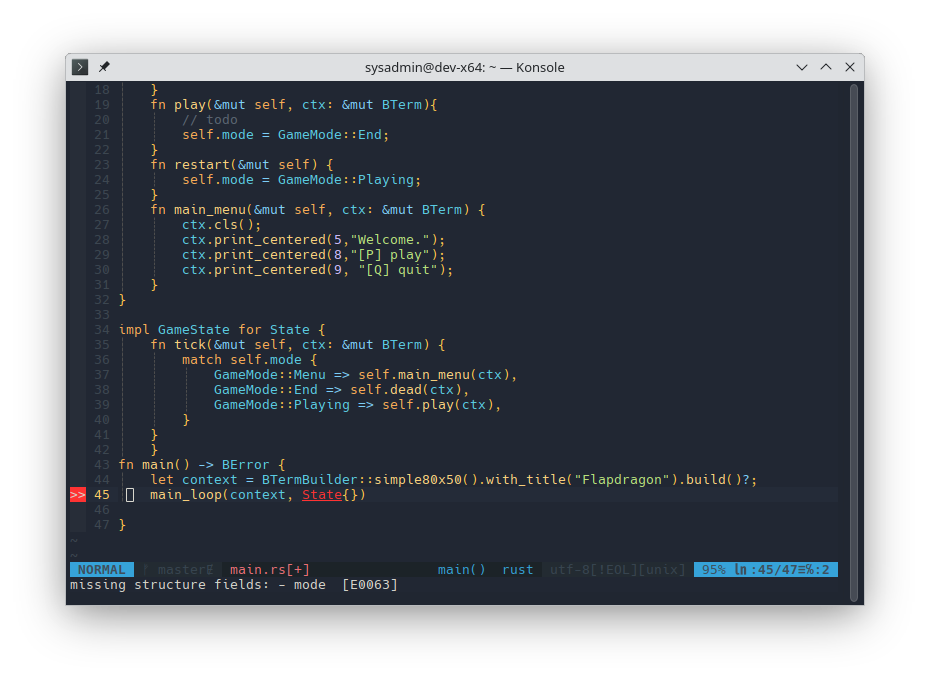 sysadmin@dev-x64: ~ — Konsole
18 }
19 fn play(&mut self, ctx: &mut BTerm){
20 // todo
21 self.mode = GameMode::End;
22 }
23 fn restart(&mut self) {
24 self.mode = GameMode::Playing;
25 }
26 fn main_menu(&mut self, ctx: &mut BTerm) {
27 ctx.cls();
28 ctx.print_centered(5,"Welcome.");
29 ctx.print_centered(8,"[P] play");
30 ctx.print_centered(9, "[Q] quit");
31 }
32 }
33
34 impl GameState for State {
35 fn tick(&mut self, ctx: &mut BTerm) {
36 match self.mode {
37 GameMode::Menu => self.main_menu(ctx),
38 GameMode::End => self.dead(ctx),
39 GameMode::Playing => self.play(ctx),
40 }
41 }
42 }
43 fn main() -> BError {
44 let context = BTermBuilder::simple80x50().with_title("Flapdragon").build()?;
>> 45 main_loop(context, State{})
46
47 }
~
~
NORMAL master main.rs[+] main() rust utf-8[!EOL][unix] 95% ln:45/47≡%:2
missing structure fields: - mode [E0063]